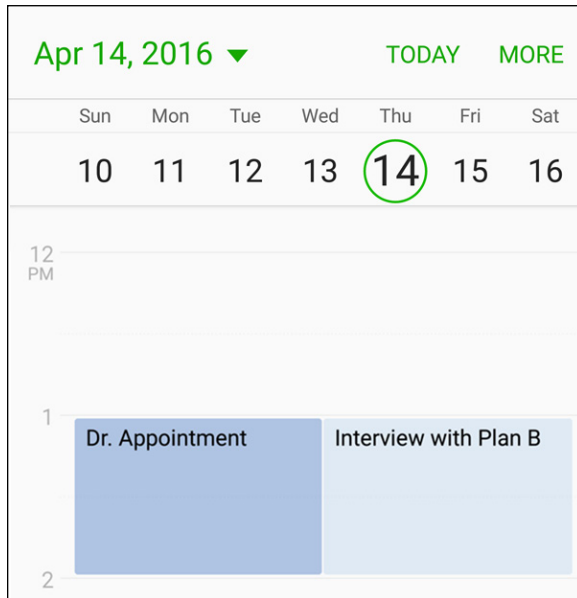 Apr 14, 2016 TODAY MORE
Sun Mon Tue Wed Thu Fri Sat
10 11 12 13 14 15 16
12
PM
1
Dr. Appointment Interview with Plan B
2